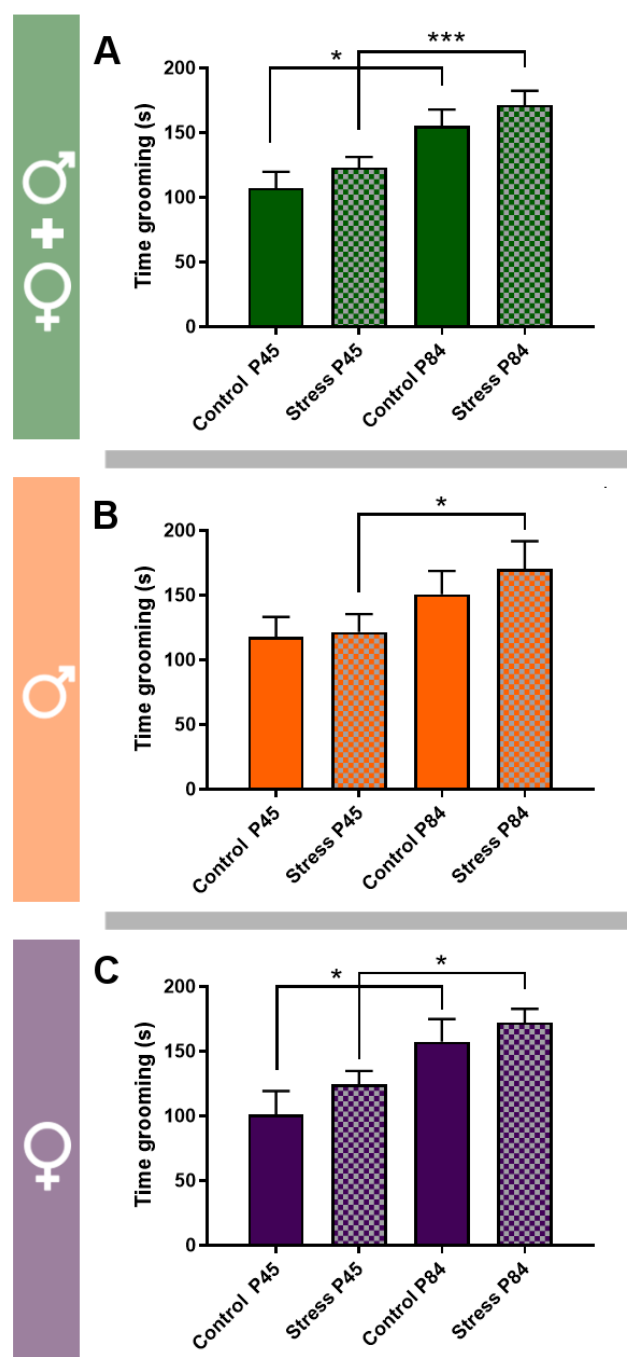 A
* ***
Time grooming (s)
200
150
100
50
0
Control P45
Stress P45
Control P84
Stress P84
B
*
Time grooming (s)
200
150
100
50
0
Control P45
Stress P45
Control P84
Stress P84
C
* *
Time grooming (s)
200
150
100
50
0
Control P45
Stress P45
Control P84
Stress P84